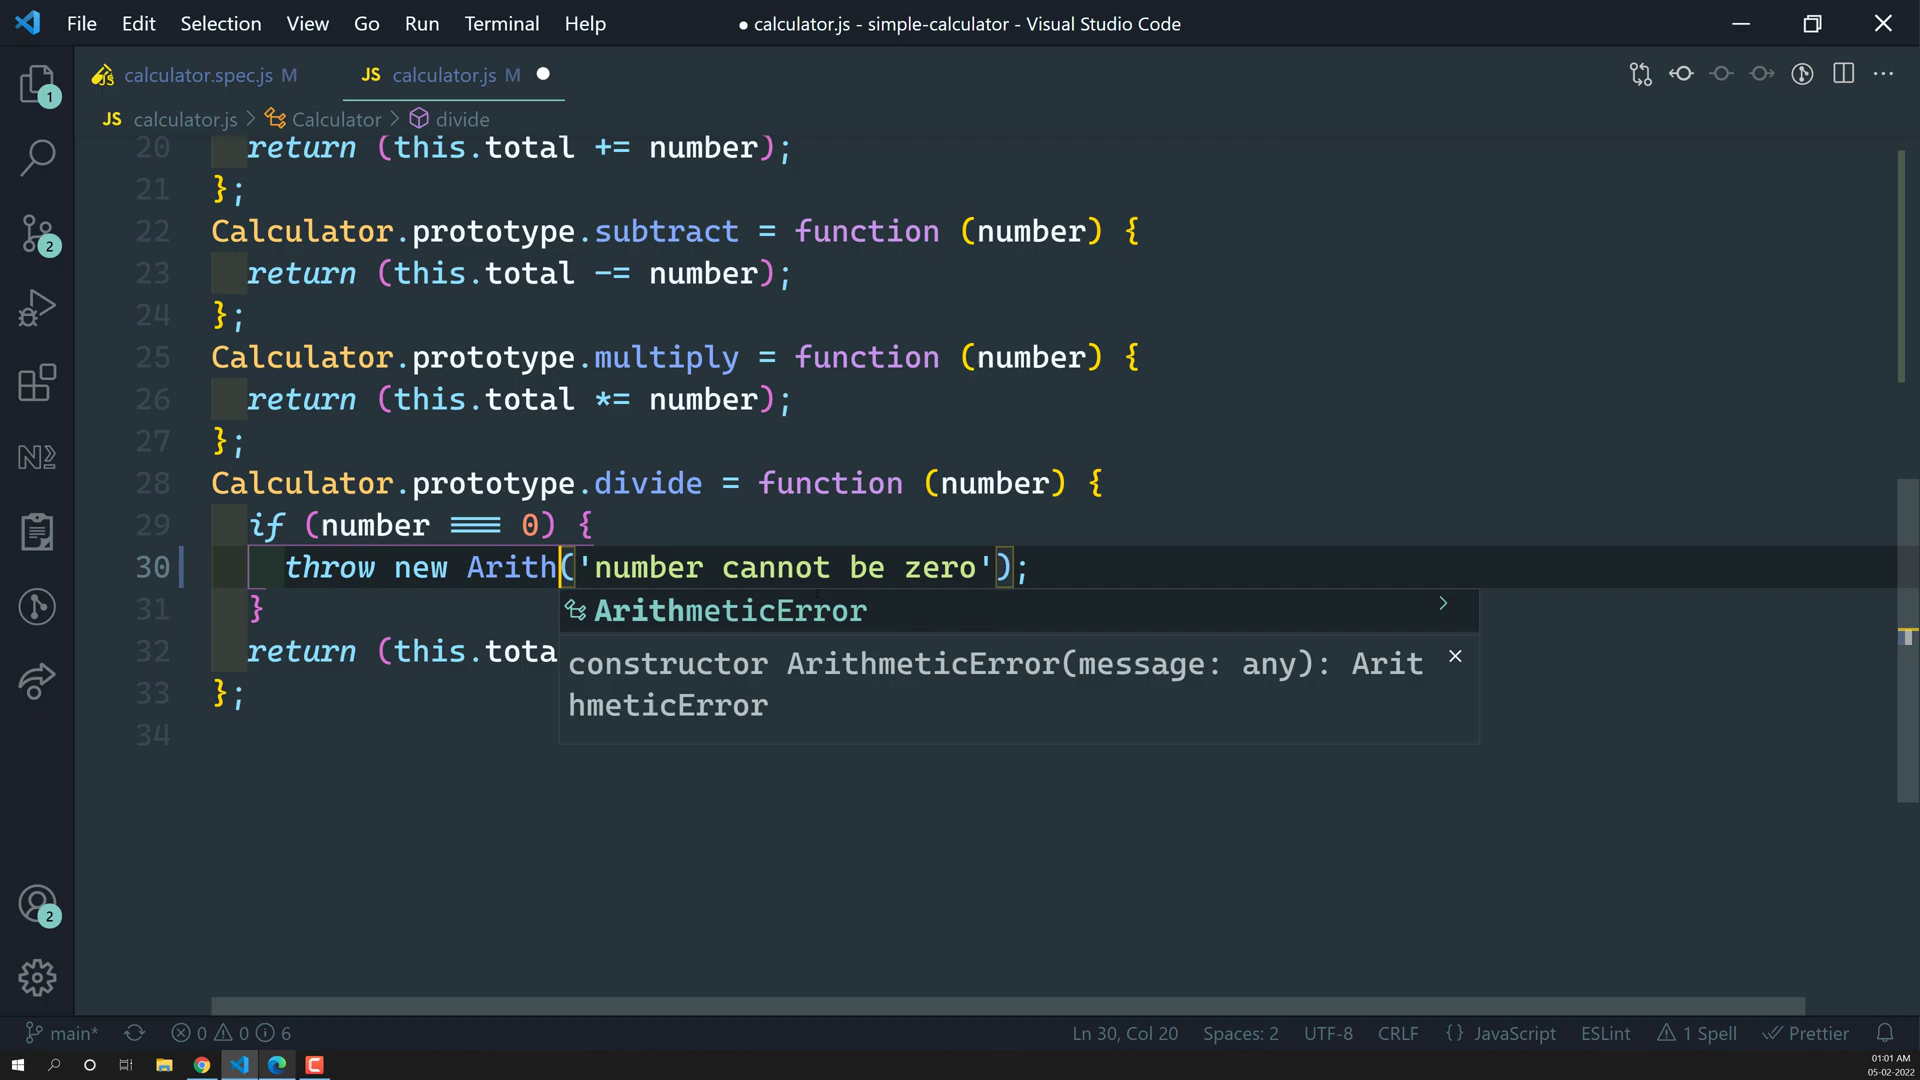 File Edit Selection View Go Run Terminal Help
● calculator.js - simple-calculator - Visual Studio Code
calculator.spec.js M
JS calculator.js M
JS calculator.js > Calculator > divide
1
2
2
20 return (this.total += number);
21 };
22 Calculator.prototype.subtract = function (number) {
23 return (this.total -= number);
24 };
25 Calculator.prototype.multiply = function (number) {
26 return (this.total *= number);
27 };
28 Calculator.prototype.divide = function (number) {
29 if (number === 0) {
30 throw new Arith('number cannot be zero');
31 }
ArithmeticError
32 return (this.tota
constructor ArithmeticError(message: any): Arit
hmeticError
33 };
34
main* 0 0 6 Ln 30, Col 20 Spaces: 2 UTF-8 CRLF {} JavaScript ESLint 1 Spell Prettier
01:01 AM
05-02-2022